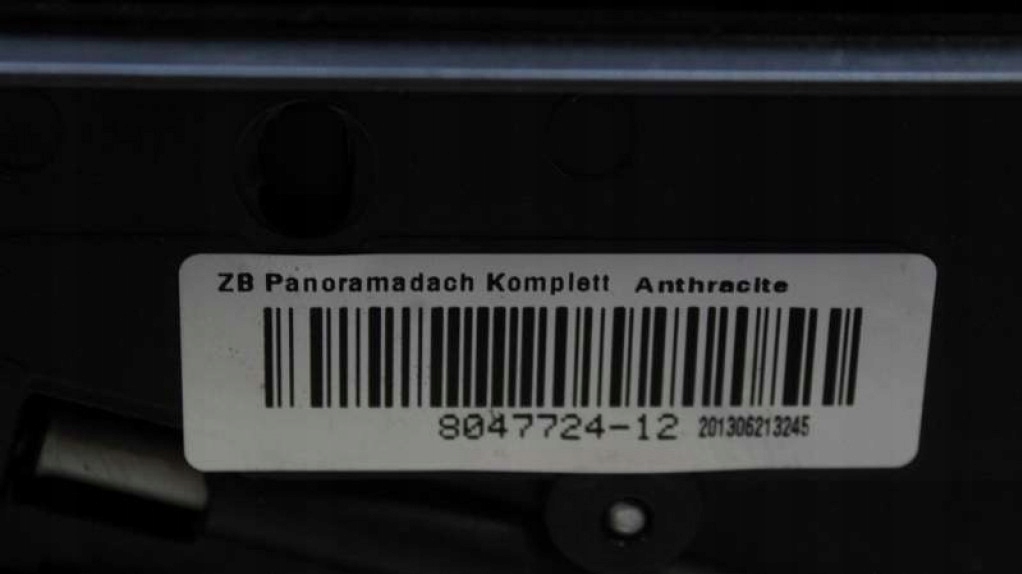 ZB Panoramadach Komplett Anthracite
8047724-12 201306213245